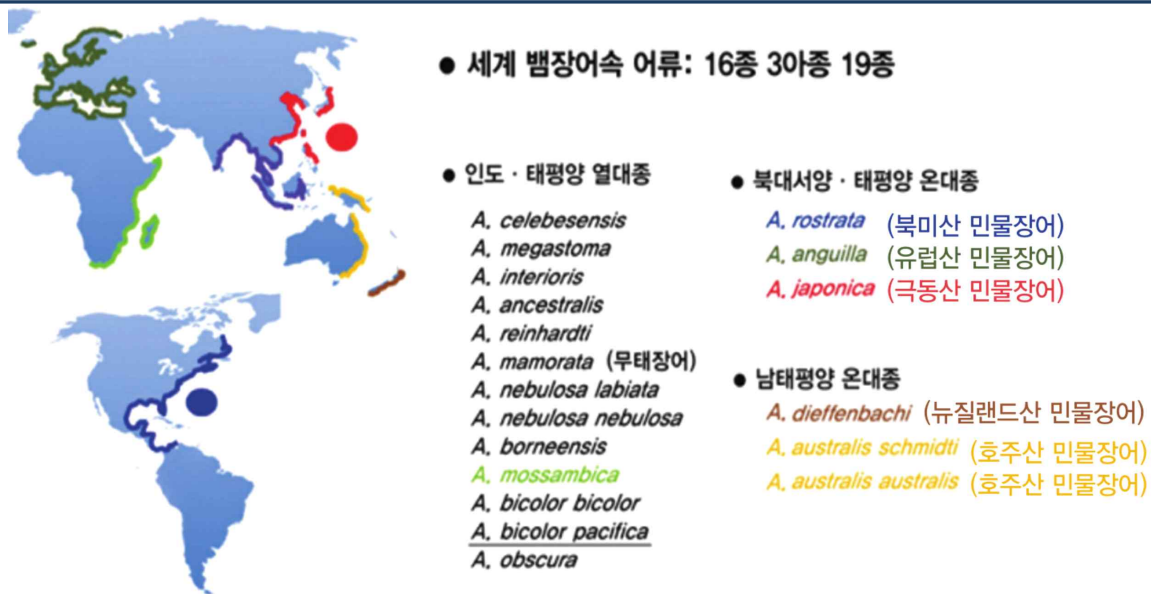 ● 세계 뱀장어속 어류: 16종 3아종 19종
● 인도 · 태평양 열대종
A. celebesensis
A. megastoma
A. interioris
A. ancestralis
A. reinhardti
A. mamorata (무태장어)
A. nebulosa labiata
A. nebulosa nebulosa
A. borneensis
A. mossambica
A. bicolor bicolor
A. bicolor pacifica
A. obscura
● 북대서양 · 태평양 온대종
A. rostrata (북미산 민물장어)
A. anguilla (유럽산 민물장어)
A. japonica (극동산 민물장어)
● 남태평양 온대종
A. dieffenbachi (뉴질랜드산 민물장어)
A. australis schmidti (호주산 민물장어)
A. australis australis (호주산 민물장어)